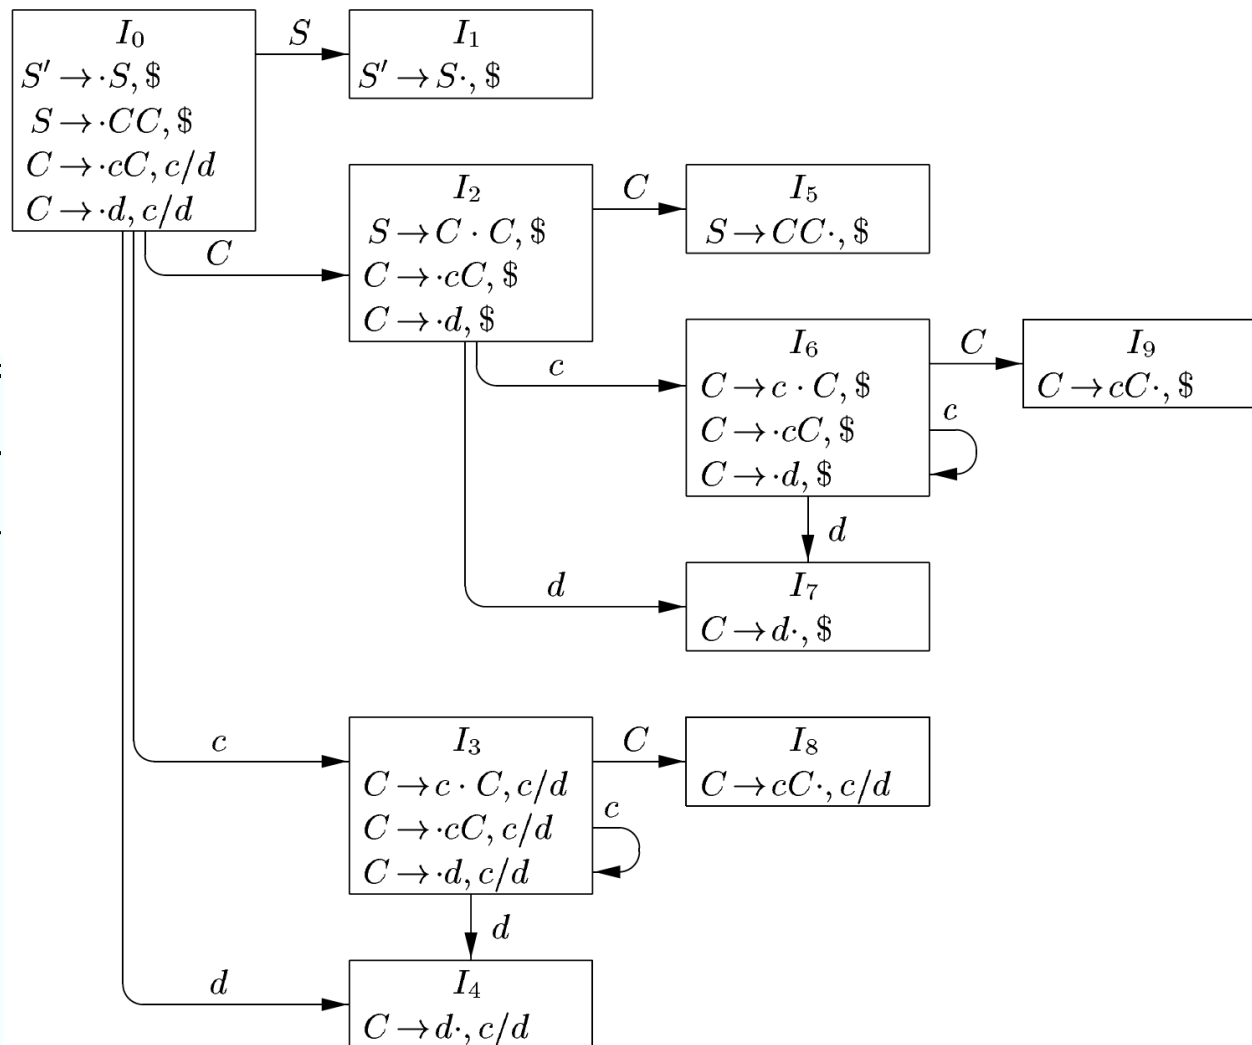 I₀
S′ → ·S, $
S → ·CC, $
C → ·cC, c/d
C → ·d, c/d
S
I₁
S′ → S·, $
C
I₂
S → C · C, $
C → ·cC, $
C → ·d, $
C
I₅
S → CC·, $
c
I₆
C → c · C, $
C → ·cC, $
C → ·d, $
C
I₉
C → cC·, $
c
d
d
I₇
C → d·, $
c
I₃
C → c · C, c/d
C → ·cC, c/d
C → ·d, c/d
C
I₈
C → cC·, c/d
c
d
d
I₄
C → d·, c/d